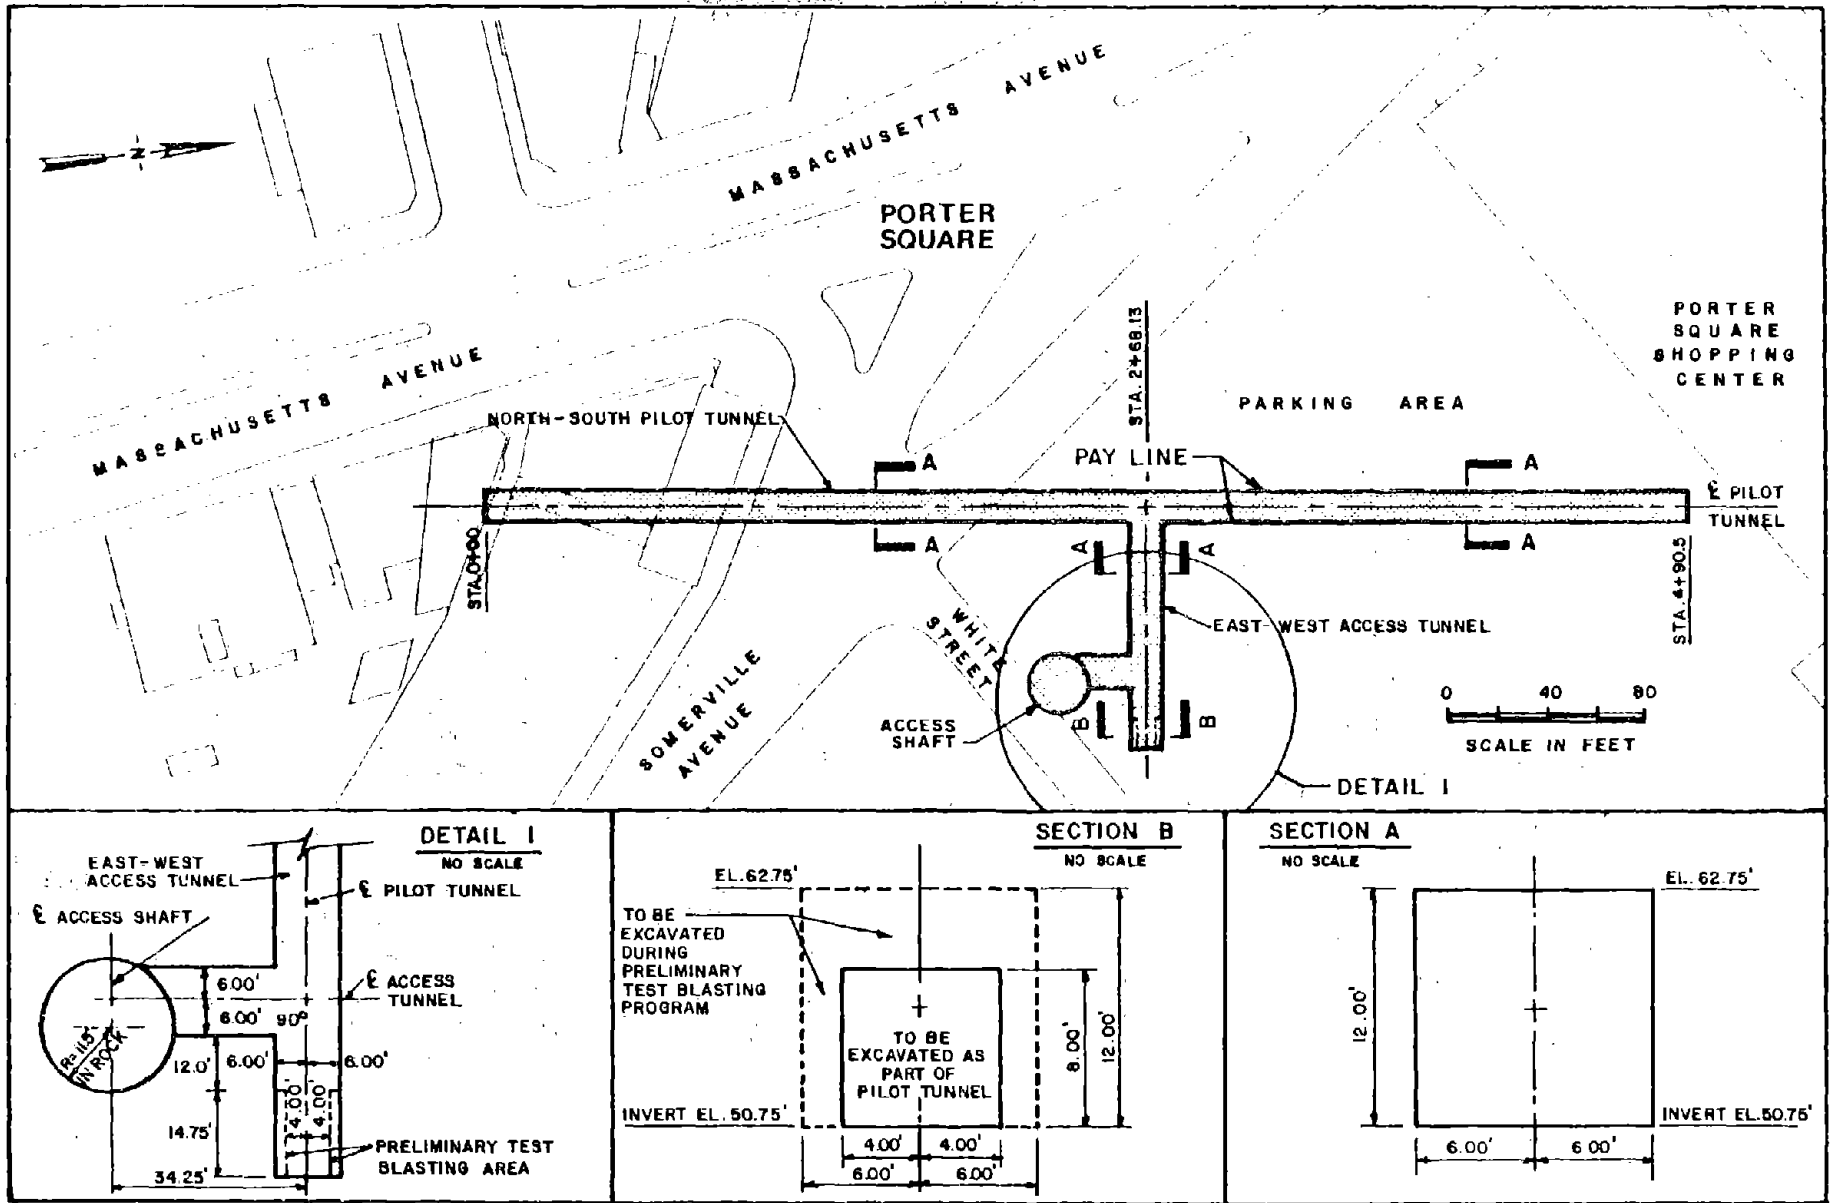 MASSACHUSETTS AVENUE
N
PORTER
SQUARE
PORTER
SQUARE
SHOPPING
CENTER
MASSACHUSETTS AVENUE
STA. 2+68.13
NORTH-SOUTH PILOT TUNNEL
PARKING AREA
PAY LINE
A
A
℄ PILOT
TUNNEL
A
A
STA. 0+00
A
A
STA. 4+90.5
WHITE
STREET
EAST-WEST ACCESS TUNNEL
SOMERVILLE
AVENUE
ACCESS
SHAFT
B
B
0 40 80
SCALE IN FEET
DETAIL 1
DETAIL 1
NO SCALE
EAST-WEST
ACCESS TUNNEL
℄ PILOT TUNNEL
℄ ACCESS SHAFT
6.00'
℄ ACCESS
TUNNEL
6.00'
90°
R=11.5'
IN ROCK
12.0'
6.00'
6.00'
4.00'
4.00'
14.75'
PRELIMINARY TEST
BLASTING AREA
34.25'
SECTION B
NO SCALE
EL. 62.75'
TO BE
EXCAVATED
DURING
PRELIMINARY
TEST BLASTING
PROGRAM
TO BE
EXCAVATED AS
PART OF
PILOT TUNNEL
8.00'
12.00'
INVERT EL. 50.75'
4.00'
4.00'
6.00'
6.00'
SECTION A
NO SCALE
EL. 62.75'
12.00'
INVERT EL. 50.75'
6.00'
6 00'